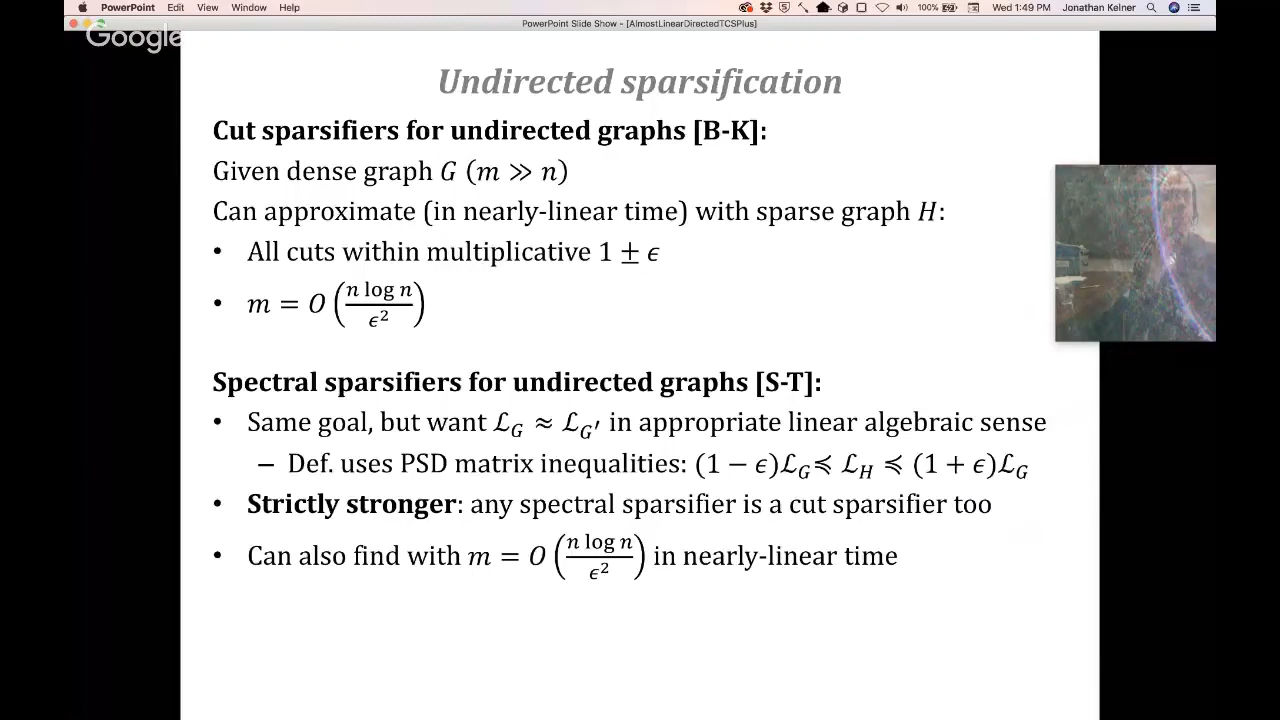 PowerPoint Edit View Window Help 100% Wed 1:49 PM Jonathan Kelner
PowerPoint Slide Show - [AlmostLinearDirectedTCSPlus]
Google
Undirected sparsification
Cut sparsifiers for undirected graphs [B-K]:
Given dense graph G (m ≫ n)
Can approximate (in nearly-linear time) with sparse graph H:
• All cuts within multiplicative 1 ± ϵ
• m = O(n log n / ϵ²)
Spectral sparsifiers for undirected graphs [S-T]:
• Same goal, but want ℒ_G ≈ ℒ_G′ in appropriate linear algebraic sense
– Def. uses PSD matrix inequalities: (1 − ϵ)ℒ_G ≼ ℒ_H ≼ (1 + ϵ)ℒ_G
• Strictly stronger: any spectral sparsifier is a cut sparsifier too
• Can also find with m = O(n log n / ϵ²) in nearly-linear time